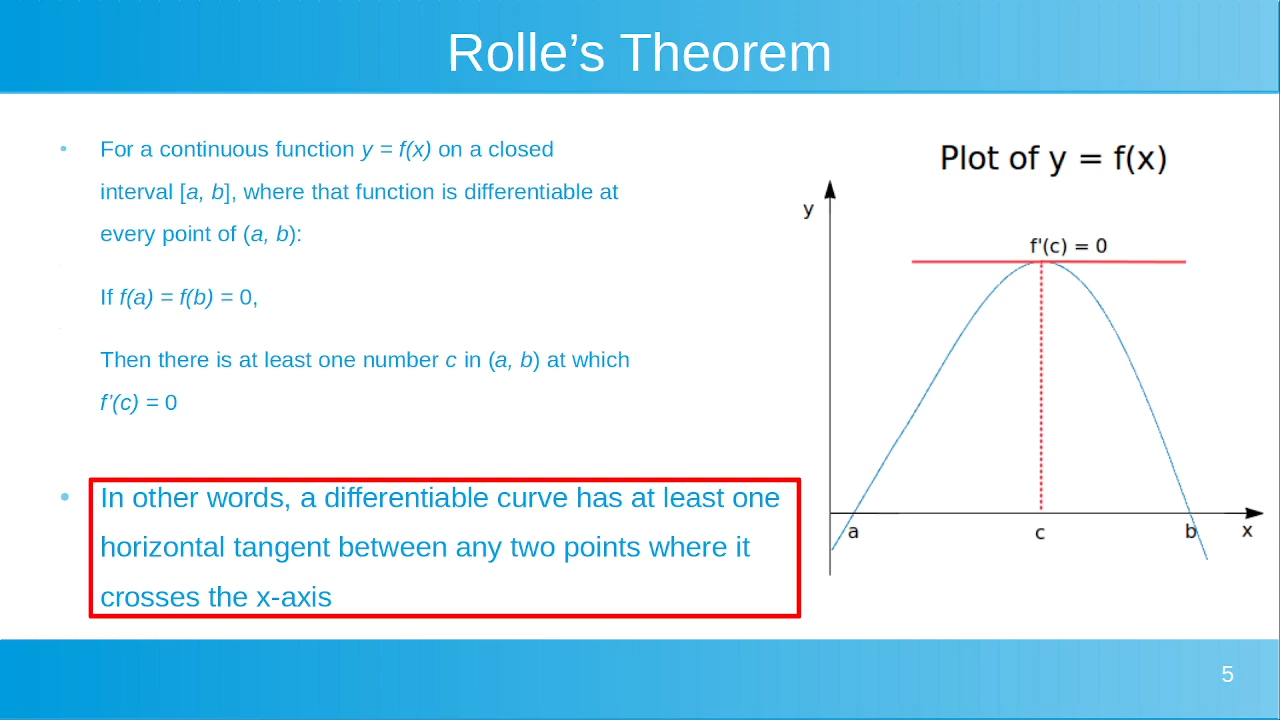 Rolle’s Theorem
• For a continuous function y = f(x) on a closed
interval [a, b], where that function is differentiable at
every point of (a, b):
If f(a) = f(b) = 0,
Then there is at least one number c in (a, b) at which
f’(c) = 0
• In other words, a differentiable curve has at least one
horizontal tangent between any two points where it
crosses the x-axis
Plot of y = f(x)
y
f'(c) = 0
a
c
b
x
5